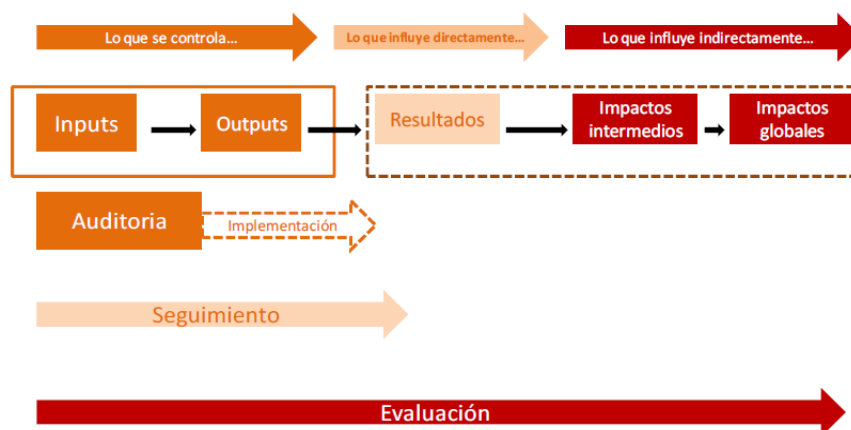 Lo que se controla...
Lo que influye directamente...
Lo que influye indirectamente...
Inputs
Outputs
Resultados
Impactos
intermedios
Impactos
globales
Auditoria
Implementación
Seguimiento
Evaluación